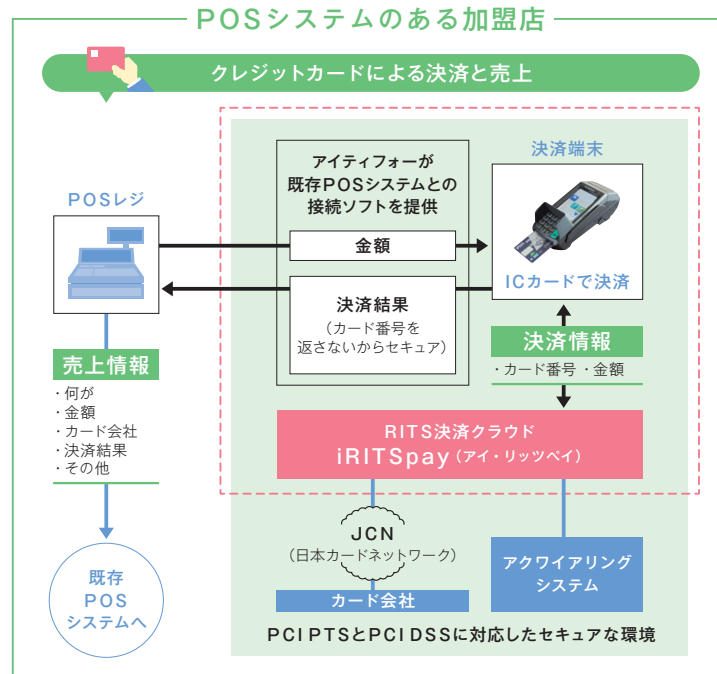 POSシステムのある加盟店
クレジットカードによる決済と売上
POSレジ
アイティフォーが
既存POSシステムとの
接続ソフトを提供
金額
決済結果
(カード番号を
返さないからセキュア)
決済端末
ICカードで決済
決済情報
・カード番号 ・金額
売上情報
・何が
・金額
・カード会社
・決済結果
・その他
既存
POS
システムへ
RITS決済クラウド
iRITSpay(アイ・リッツペイ)
JCN
(日本カードネットワーク)
カード会社
アクワイアリング
システム
PCI PTSとPCI DSSに対応したセキュアな環境